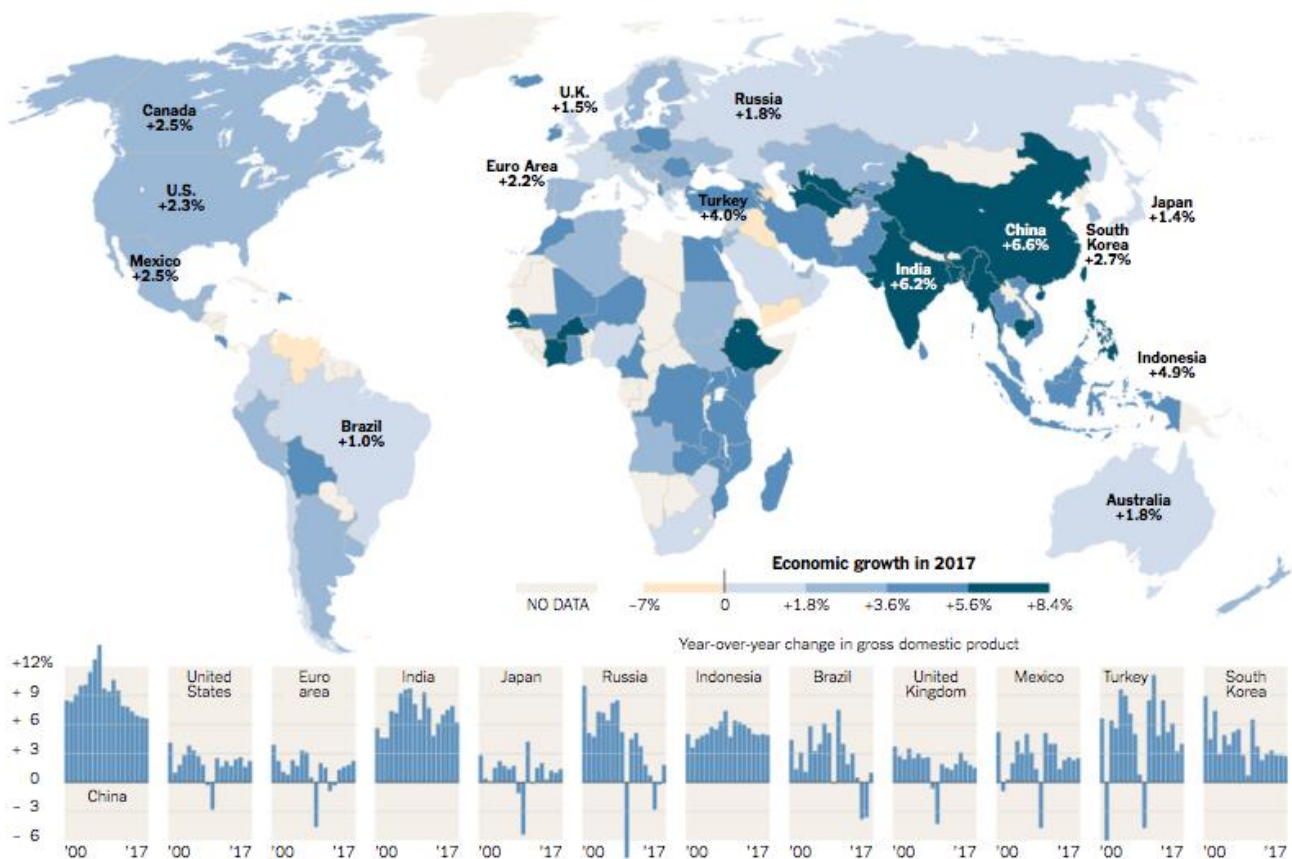 Canada
+2.5%
U.S.
+2.3%
Mexico
+2.5%
Brazil
+1.0%
U.K.
+1.5%
Euro Area
+2.2%
Russia
+1.8%
Turkey
+4.0%
China
+6.6%
India
+6.2%
South
Korea
+2.7%
Japan
+1.4%
Indonesia
+4.9%
Australia
+1.8%
Economic growth in 2017
NO DATA
–7% 0 +1.8% +3.6% +5.6% +8.4%
Year-over-year change in gross domestic product
+12%
+ 9
+ 6
+ 3
0
– 3
– 6
China
United
States
Euro
area
India
Japan
Russia
Indonesia
Brazil
United
Kingdom
Mexico
Turkey
South
Korea
'00 '17 '00 '17 '00 '17 '00 '17 '00 '17 '00 '17 '00 '17 '00 '17 '00 '17 '00 '17 '00 '17 '00 '17